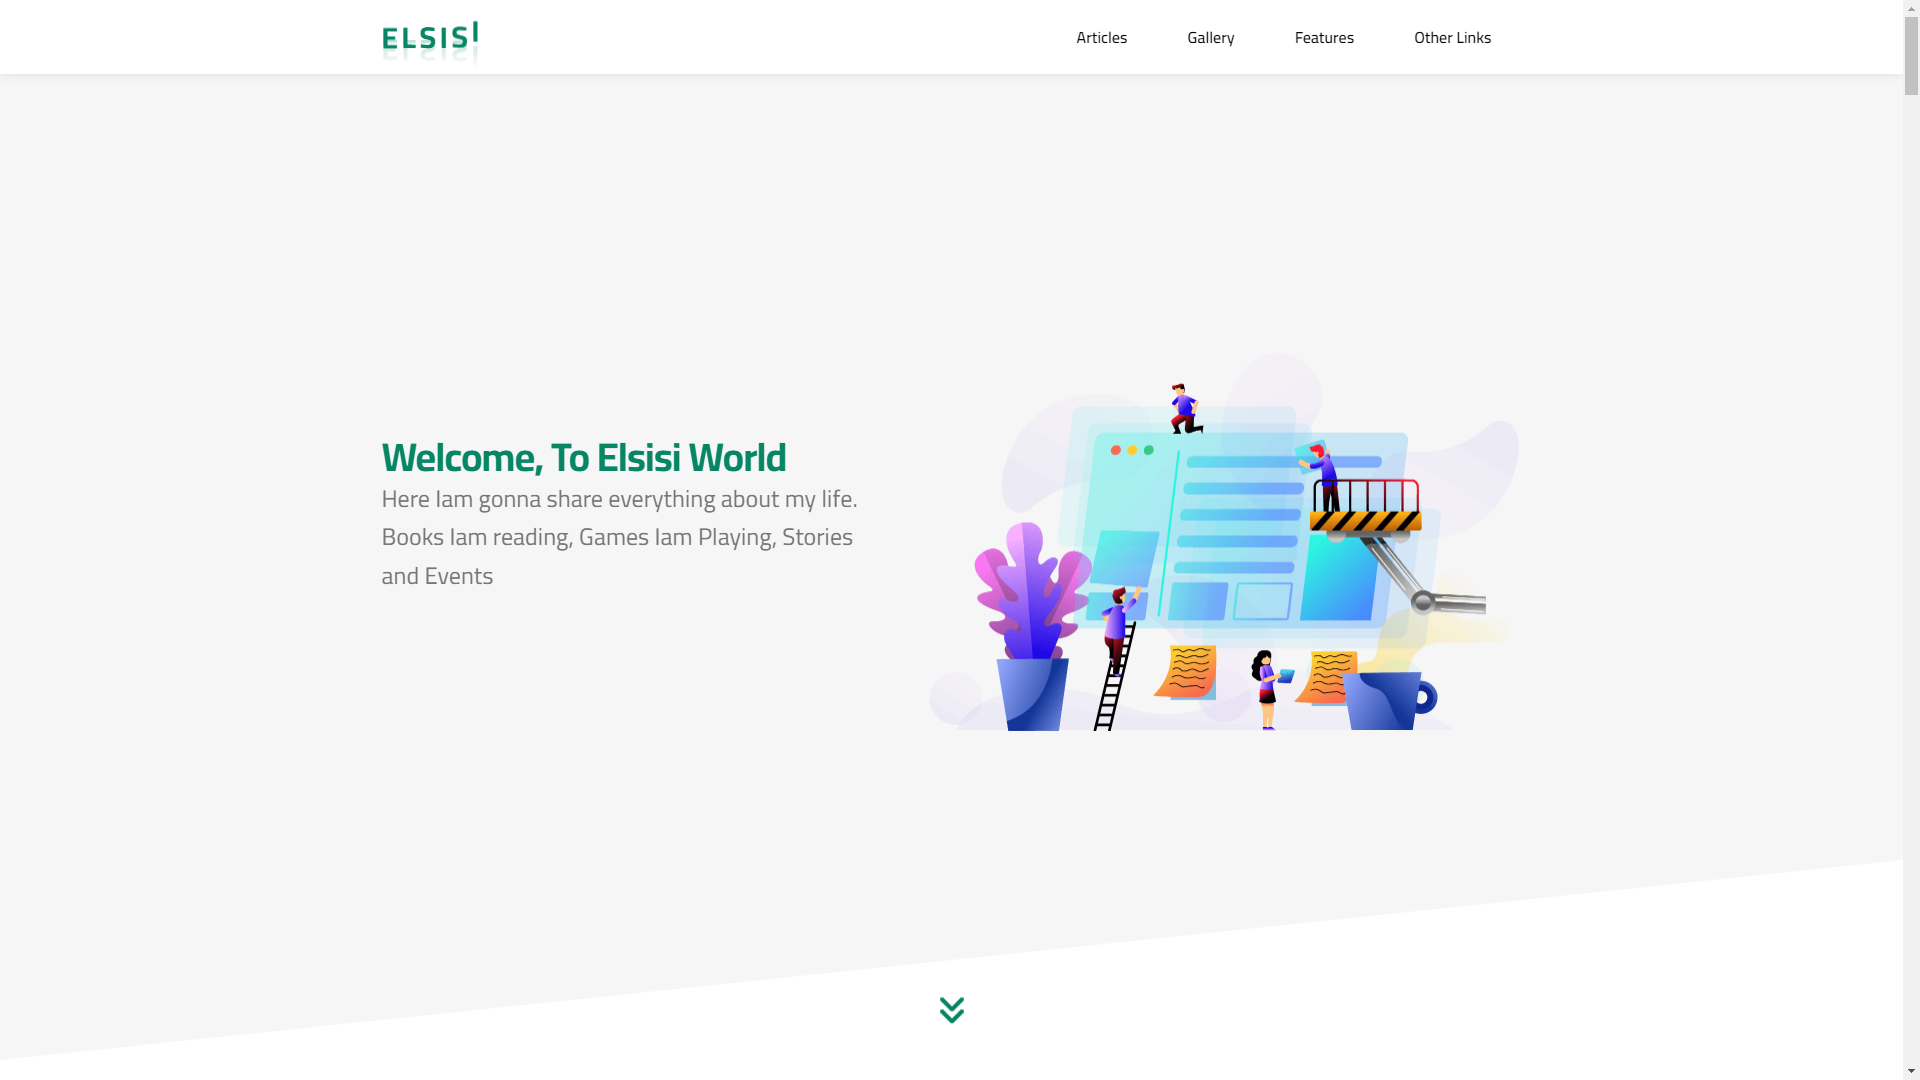 ELSISI
Articles
Gallery
Features
Other Links
Welcome, To Elsisi World
Here Iam gonna share everything about my life.
Books Iam reading, Games Iam Playing, Stories
and Events